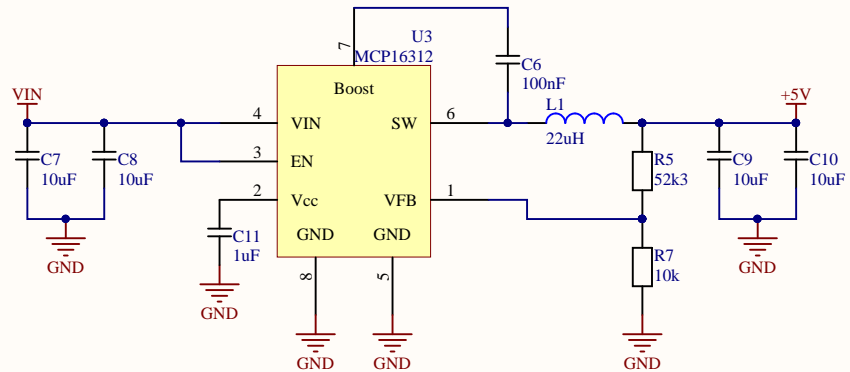 7
U3
MCP16312
C6
100nF
Boost
VIN
4
VIN
SW
6
L1
22uH
+5V
C7
10uF
C8
10uF
3
EN
R5
52k3
C9
10uF
C10
10uF
2
Vcc
VFB
1
C11
1uF
GND
GND
R7
10k
GND
8
5
GND
GND
GND
GND
GND